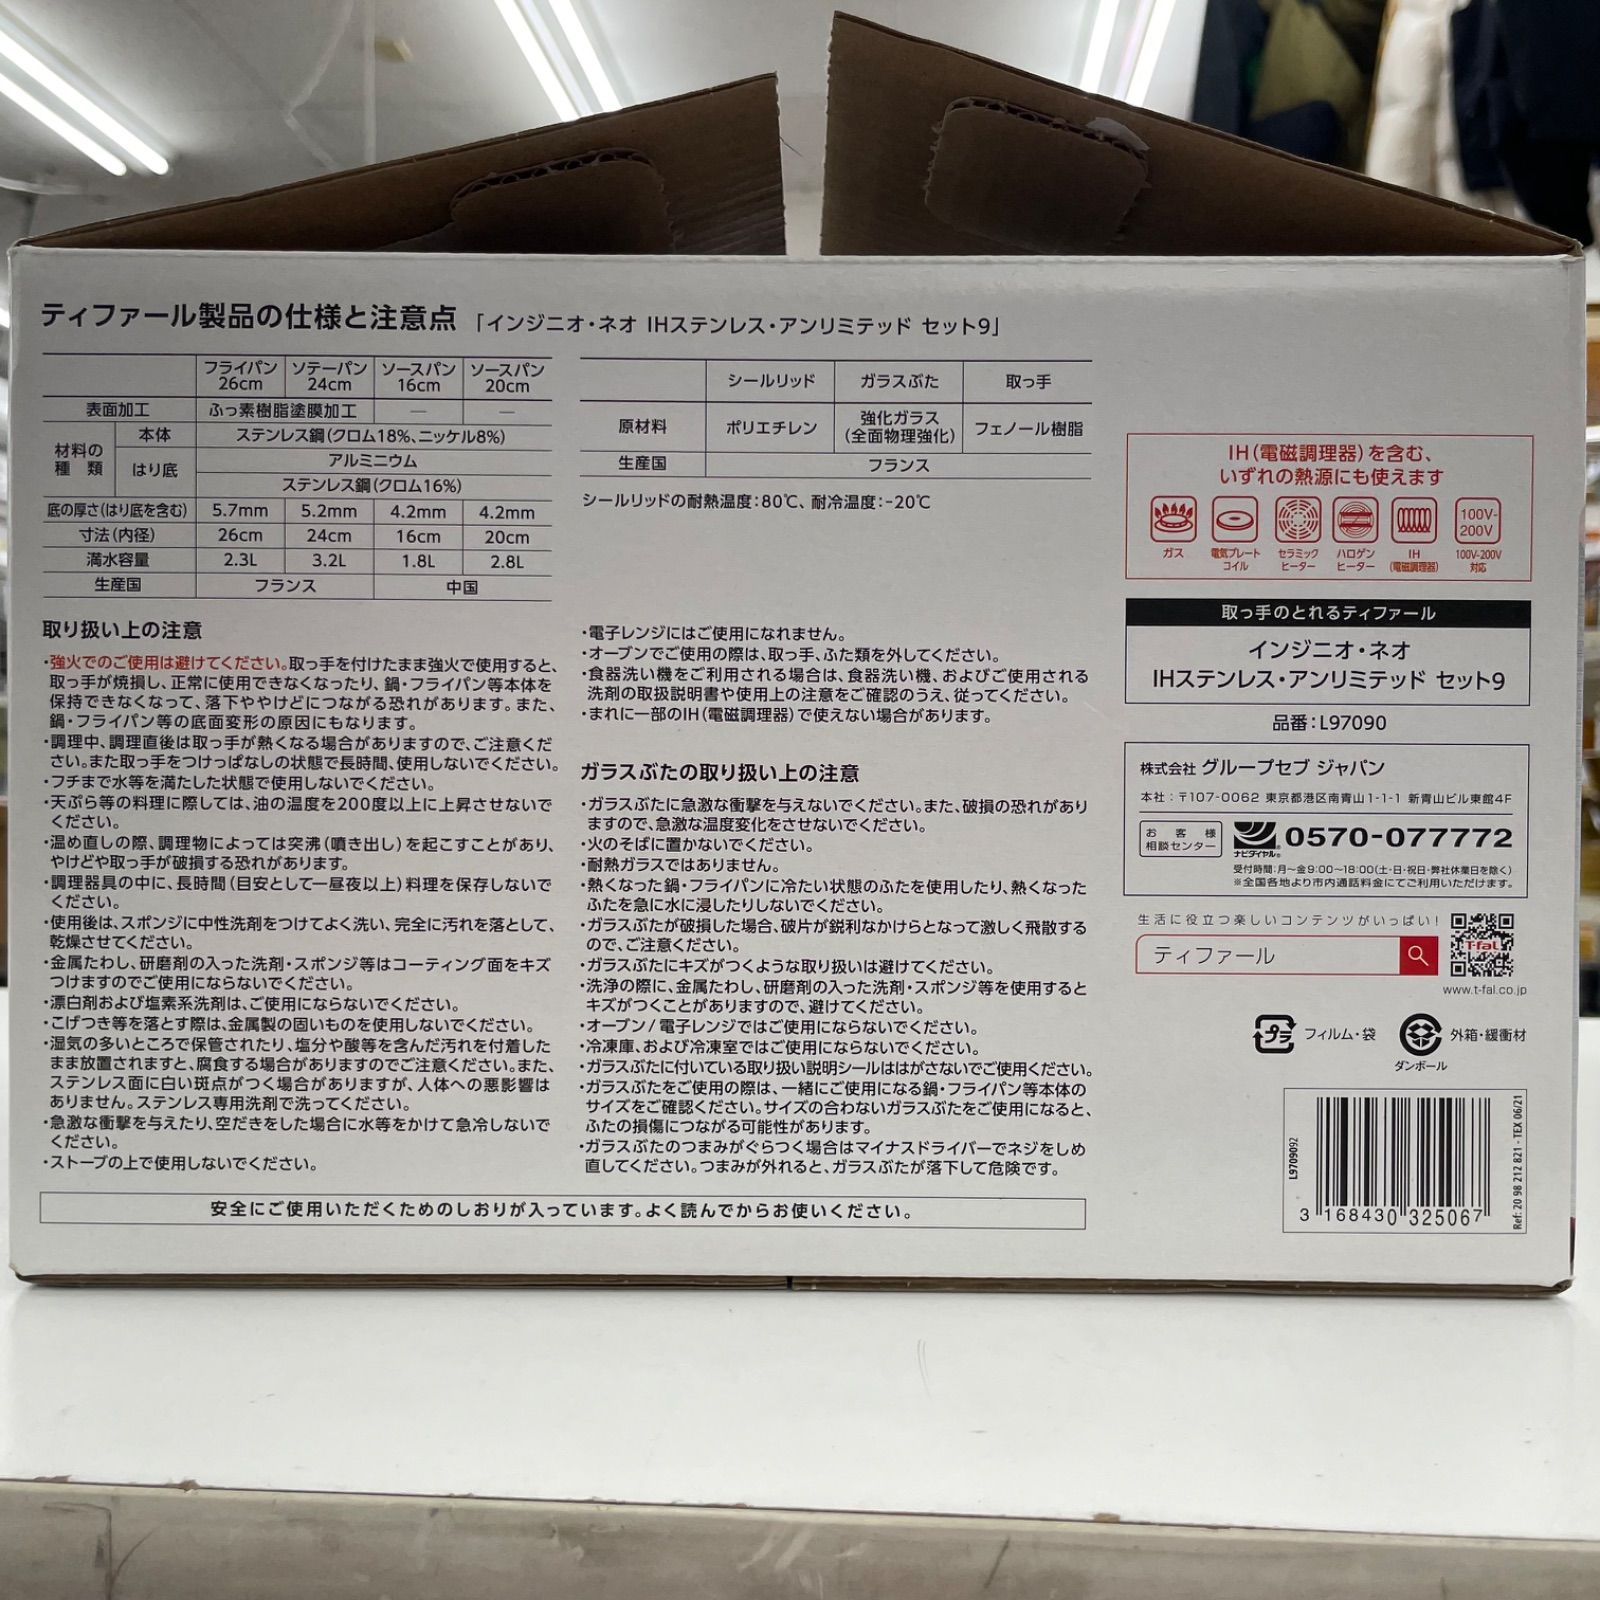 ティファール製品の仕様と注意点 「インジニオ・ネオ IHステンレス・アンリミテッド セット9」
フライパン 26cm ソテーパン 24cm ソースパン 16cm ソースパン 20cm
表面加工 ふっ素樹脂塗膜加工 — —
材料の種類 本体 ステンレス鋼(クロム18%、ニッケル8%)
はり底 アルミニウム
ステンレス鋼(クロム16%)
底の厚さ(はり底を含む) 5.7mm 5.2mm 4.2mm 4.2mm
寸法(内径) 26cm 24cm 16cm 20cm
満水容量 2.3L 3.2L 1.8L 2.8L
生産国 フランス 中国
シールリッド ガラスぶた 取っ手
原材料 ポリエチレン 強化ガラス(全面物理強化) フェノール樹脂
生産国 フランス
シールリッドの耐熱温度:80℃、耐冷温度:-20℃
取り扱い上の注意
・強火でのご使用は避けてください。取っ手を付けたまま強火で使用すると、
取っ手が焼損し、正常に使用できなくなったり、鍋・フライパン等本体を
保持できなくなって、落下ややけどにつながる恐れがあります。また、
鍋・フライパン等の底面変形の原因にもなります。
・調理中、調理直後は取っ手が熱くなる場合がありますので、ご注意くだ
さい。また取っ手をつけっぱなしの状態で長時間、使用しないでください。
・フチまで水等を満たした状態で使用しないでください。
・天ぷら等の料理に際しては、油の温度を200度以上に上昇させないで
ください。
・温め直しの際、調理物によっては突沸(噴き出し)を起こすことがあり、
やけどや取っ手が破損する恐れがあります。
・調理器具の中に、長時間(目安として一昼夜以上)料理を保存しないで
ください。
・使用後は、スポンジに中性洗剤をつけてよく洗い、完全に汚れを落として、
乾燥させてください。
・金属たわし、研磨剤の入った洗剤・スポンジ等はコーティング面をキズ
つけますのでご使用にならないでください。
・漂白剤および塩素系洗剤は、ご使用にならないでください。
・こげつき等を落とす際は、金属製の固いものを使用しないでください。
・湿気の多いところで保管されたり、塩分や酸等を含んだ汚れを付着した
まま放置されますと、腐食する場合がありますのでご注意ください。また、
ステンレス面に白い斑点がつく場合がありますが、人体への悪影響は
ありません。ステンレス専用洗剤で洗ってください。
・急激な衝撃を与えたり、空だきをした場合に水等をかけて急冷しないで
ください。
・ストーブの上で使用しないでください。
・電子レンジにはご使用になれません。
・オーブンでご使用の際は、取っ手、ふた類を外してください。
・食器洗い機をご利用される場合は、食器洗い機、およびご使用される
洗剤の取扱説明書や使用上の注意をご確認のうえ、従ってください。
・まれに一部のIH(電磁調理器)で使えない場合があります。
ガラスぶたの取り扱い上の注意
・ガラスぶたに急激な衝撃を与えないでください。また、破損の恐れがあり
ますので、急激な温度変化をさせないでください。
・火のそばに置かないでください。
・耐熱ガラスではありません。
・熱くなった鍋・フライパンに冷たい状態のふたを使用したり、熱くなった
ふたを急に水に浸したりしないでください。
・ガラスぶたが破損した場合、破片が鋭利なかけらとなって激しく飛散する
ので、ご注意ください。
・ガラスぶたにキズがつくような取り扱いは避けてください。
・洗浄の際に、金属たわし、研磨剤の入った洗剤・スポンジ等を使用すると
キズがつくことがありますので、避けてください。
・オーブン/電子レンジではご使用にならないでください。
・冷凍庫、および冷凍室ではご使用にならないでください。
・ガラスぶたに付いている取り扱い説明シールははがさないでご使用ください。
・ガラスぶたをご使用の際は、一緒にご使用になる鍋・フライパン等本体の
サイズをご確認ください。サイズの合わないガラスぶたをご使用になると、
ふたの損傷につながる可能性があります。
・ガラスぶたのつまみがぐらつく場合はマイナスドライバーでネジをしめ
直してください。つまみが外れると、ガラスぶたが落下して危険です。
安全にご使用いただくためのしおりが入っています。よく読んでからお使いください。
IH(電磁調理器)を含む、
いずれの熱源にも使えます
100V-
200V
ガス 電気プレートコイル セラミックヒーター ハロゲンヒーター IH(電磁調理器) 100V-200V対応
取っ手のとれるティファール
インジニオ・ネオ
IHステンレス・アンリミテッド セット9
品番:L97090
株式会社 グループセブ ジャパン
本社:〒107-0062 東京都港区南青山1-1-1 新青山ビル東館4F
お客様相談センター ナビダイヤル 0570-077772
受付時間:月〜金9:00〜18:00(土・日・祝日・弊社休業日を除く)
※全国各地より市内通話料金にてご利用いただけます。
生活に役立つ楽しいコンテンツがいっぱい!
ティファール
T-fal
www.t-fal.co.jp
プラ フィルム・袋 ダンボール 外箱・緩衝材
L9709092
3 168430 325067
Ref: 20 98 212 821 - TEX 06/21